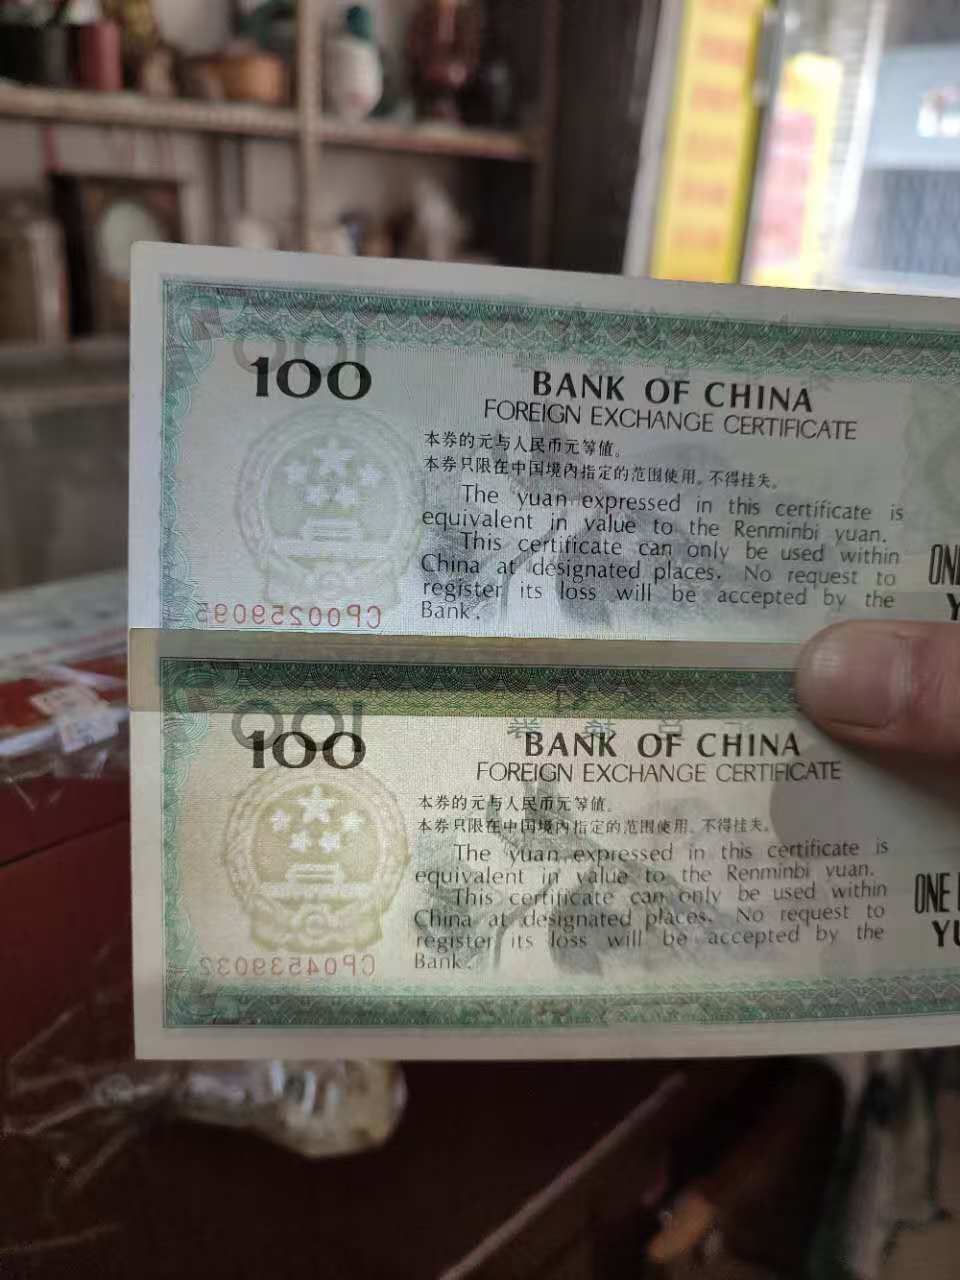 100
BANK OF CHINA
FOREIGN EXCHANGE CERTIFICATE
本券的元与人民币元等值。
本券只限在中国境内指定的范围使用。不得挂失。
The yuan expressed in this certificate is
equivalent in value to the Renminbi yuan.
This certificate can only be used within
China at designated places. No request to
register its loss will be accepted by the
Bank.
CP00259095
100
BANK OF CHINA
FOREIGN EXCHANGE CERTIFICATE
本券的元与人民币元等值。
本券只限在中国境内指定的范围使用。不得挂失。
The yuan expressed in this certificate is
equivalent in value to the Renminbi yuan.
This certificate can only be used within
China at designated places. No request to
register its loss will be accepted by the
Bank.
ONE
YU
CP04539032